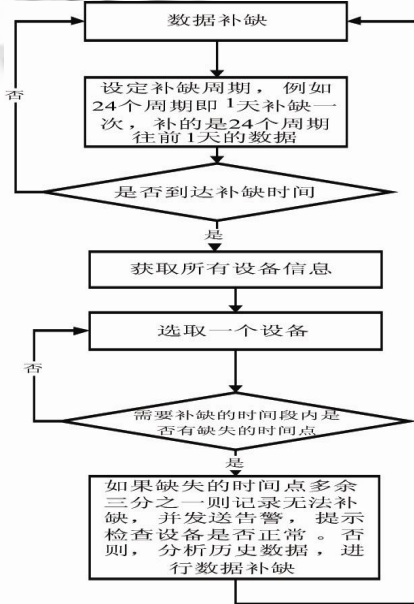 数据补缺
设定补缺周期，例如
24个周期即1天补缺一
次，补的是24个周期
往前1天的数据
否
是否到达补缺时间
是
获取所有设备信息
选取一个设备
否
需要补缺的时间段内是
否有缺失的时间点
是
如果缺失的时间点多余
三分之一则记录无法补
缺，并发送告警，提示
检查设备是否正常。否
则，分析历史数据，进
行数据补缺